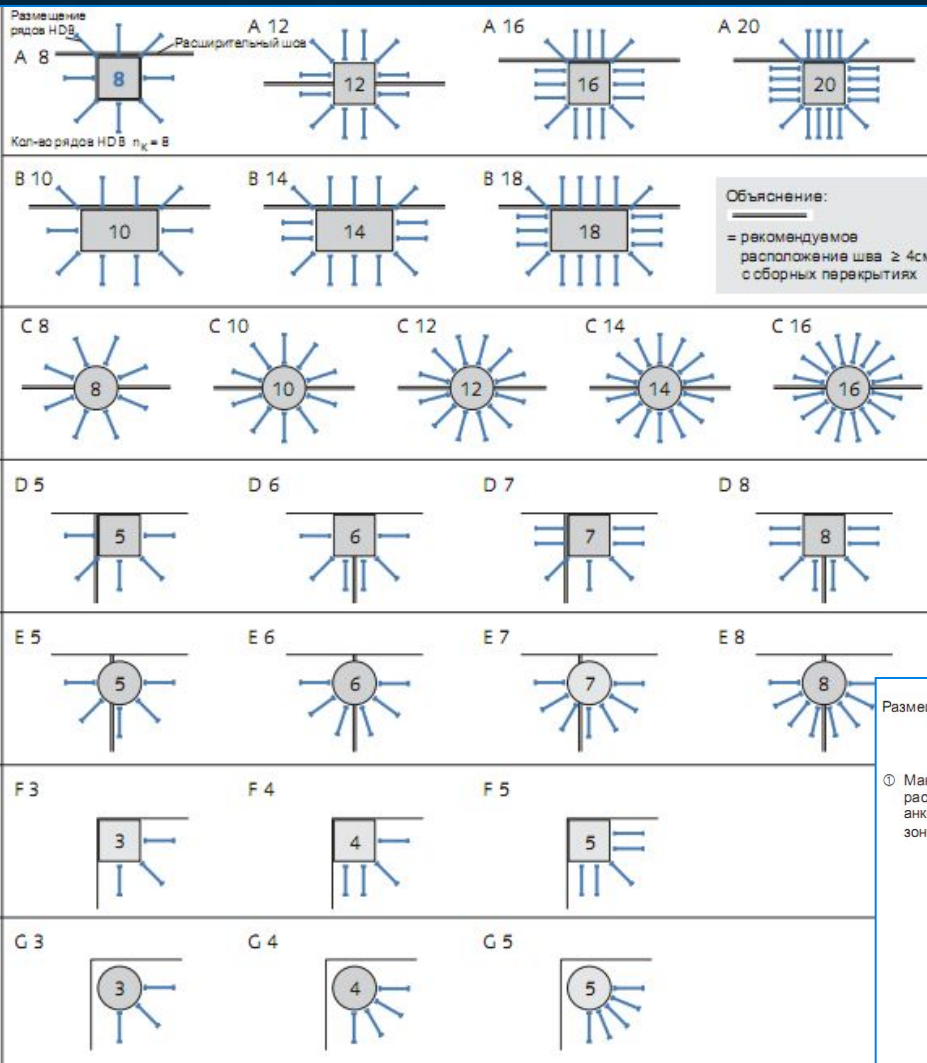 Размещение
рядов HDB
Расширительный шов
A 8
8
Кол-во рядов HDB nк = 8
A 12
12
A 16
16
A 20
20
B 10
10
B 14
14
B 18
18
Объяснение:
= рекомендуемое
расположение шва ≥ 4см
с сборных перекрытиях
C 8
8
C 10
10
C 12
12
C 14
14
C 16
16
D 5
5
D 6
6
D 7
7
D 8
8
E 5
5
E 6
6
E 7
7
E 8
8
①
F 3
3
F 4
4
F 5
5
G 3
3
G 4
4
G 5
5